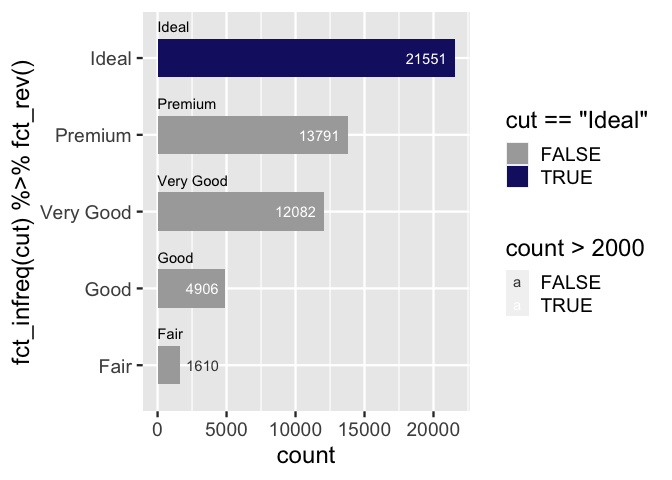 fct_infreq(cut) %>% fct_rev()
Ideal
Ideal
21551
Premium
Premium
13791
Very Good
Very Good
12082
Good
Good
4906
Fair
Fair
1610
0 5000 10000 15000 20000
count
cut == "Ideal"
FALSE
TRUE
count > 2000
a FALSE
a TRUE